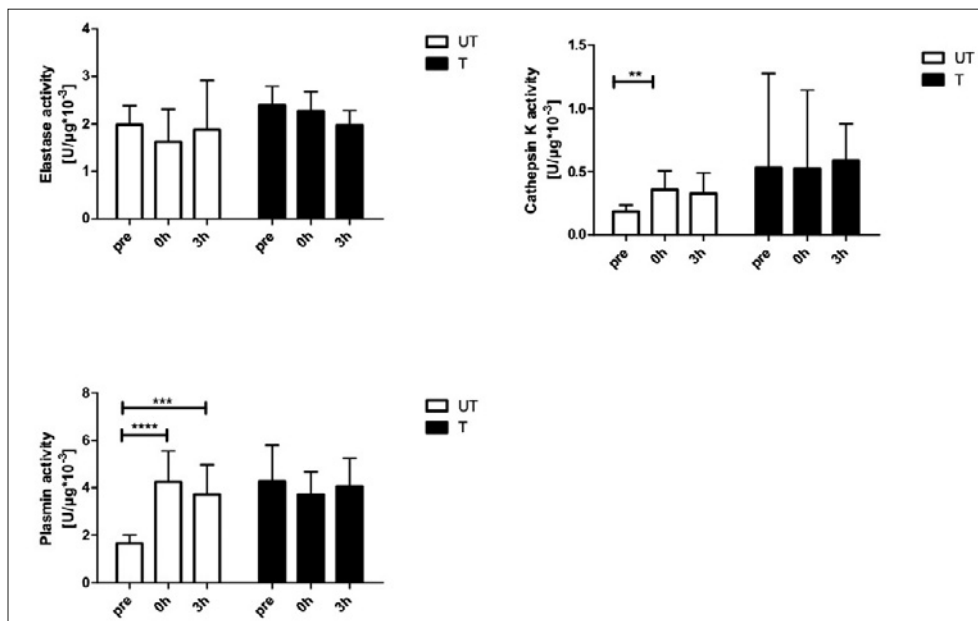 UT
T
Elastase activity
[U/µg*10-3]
4
3
2
1
0
pre 0h 3h pre 0h 3h
UT
T
Cathepsin K activity
[U/µg*10-3]
1.5
1.0
0.5
0.0
**
pre 0h 3h pre 0h 3h
UT
T
Plasmin activity
[U/µg*10-3]
8
6
4
2
0
***
****
pre 0h 3h pre 0h 3h